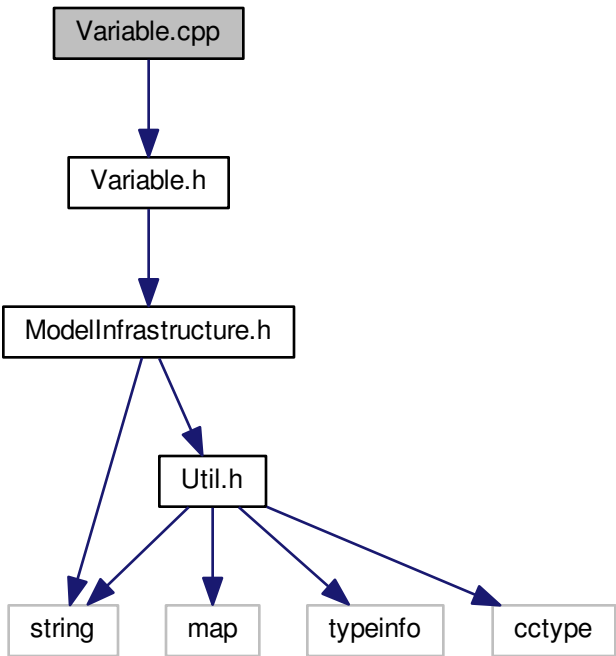 Variable.cpp
Variable.h
ModelInfrastructure.h
Util.h
string
map
typeinfo
cctype